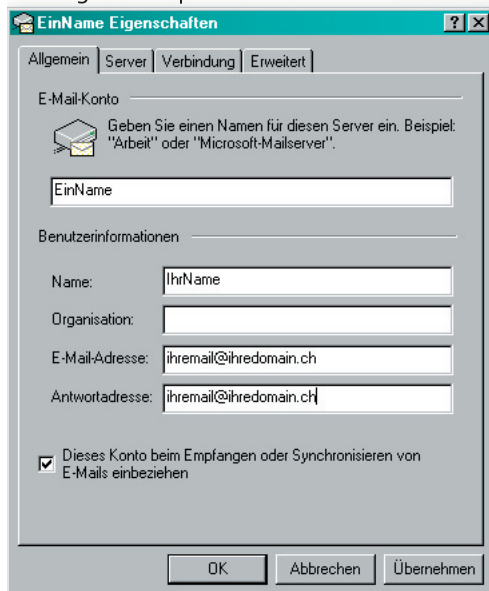 EinName Eigenschaften
Allgemein Server Verbindung Erweitert
E-Mail-Konto
Geben Sie einen Namen für diesen Server ein. Beispiel:
"Arbeit" oder "Microsoft-Mailserver".
EinName
Benutzerinformationen
Name: IhrName
Organisation:
E-Mail-Adresse: ihremail@ihredomain.ch
Antwortadresse: ihremail@ihredomain.ch
Dieses Konto beim Empfangen oder Synchronisieren von
E-Mails einbeziehen
OK Abbrechen Übernehmen